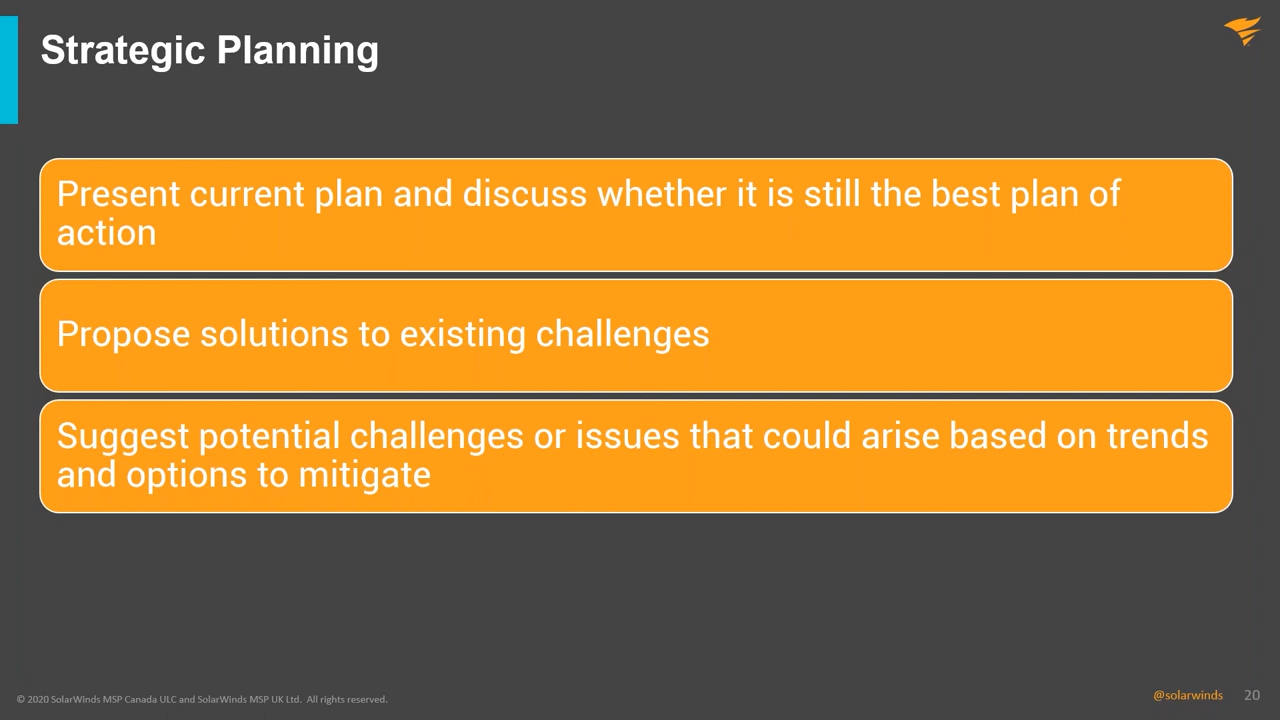 Strategic Planning
Present current plan and discuss whether it is still the best plan of
action
Propose solutions to existing challenges
Suggest potential challenges or issues that could arise based on trends
and options to mitigate
© 2020 SolarWinds MSP Canada ULC and SolarWinds MSP UK Ltd. All rights reserved.
@solarwinds 20